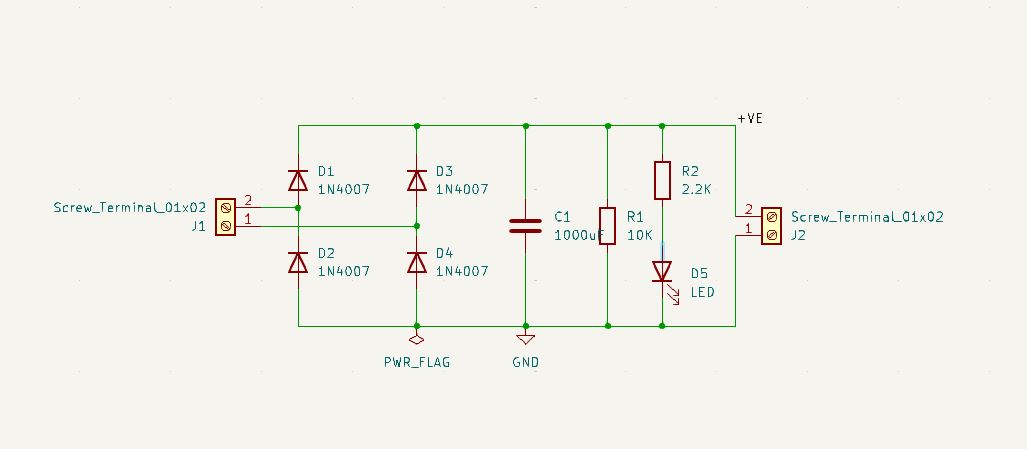 +VE
D1
1N4007
D3
1N4007
R2
2.2K
Screw_Terminal_01x02
J1
2
1
C1
1000uF
R1
10K
2
1
Screw_Terminal_01x02
J2
D2
1N4007
D4
1N4007
D5
LED
PWR_FLAG
GND